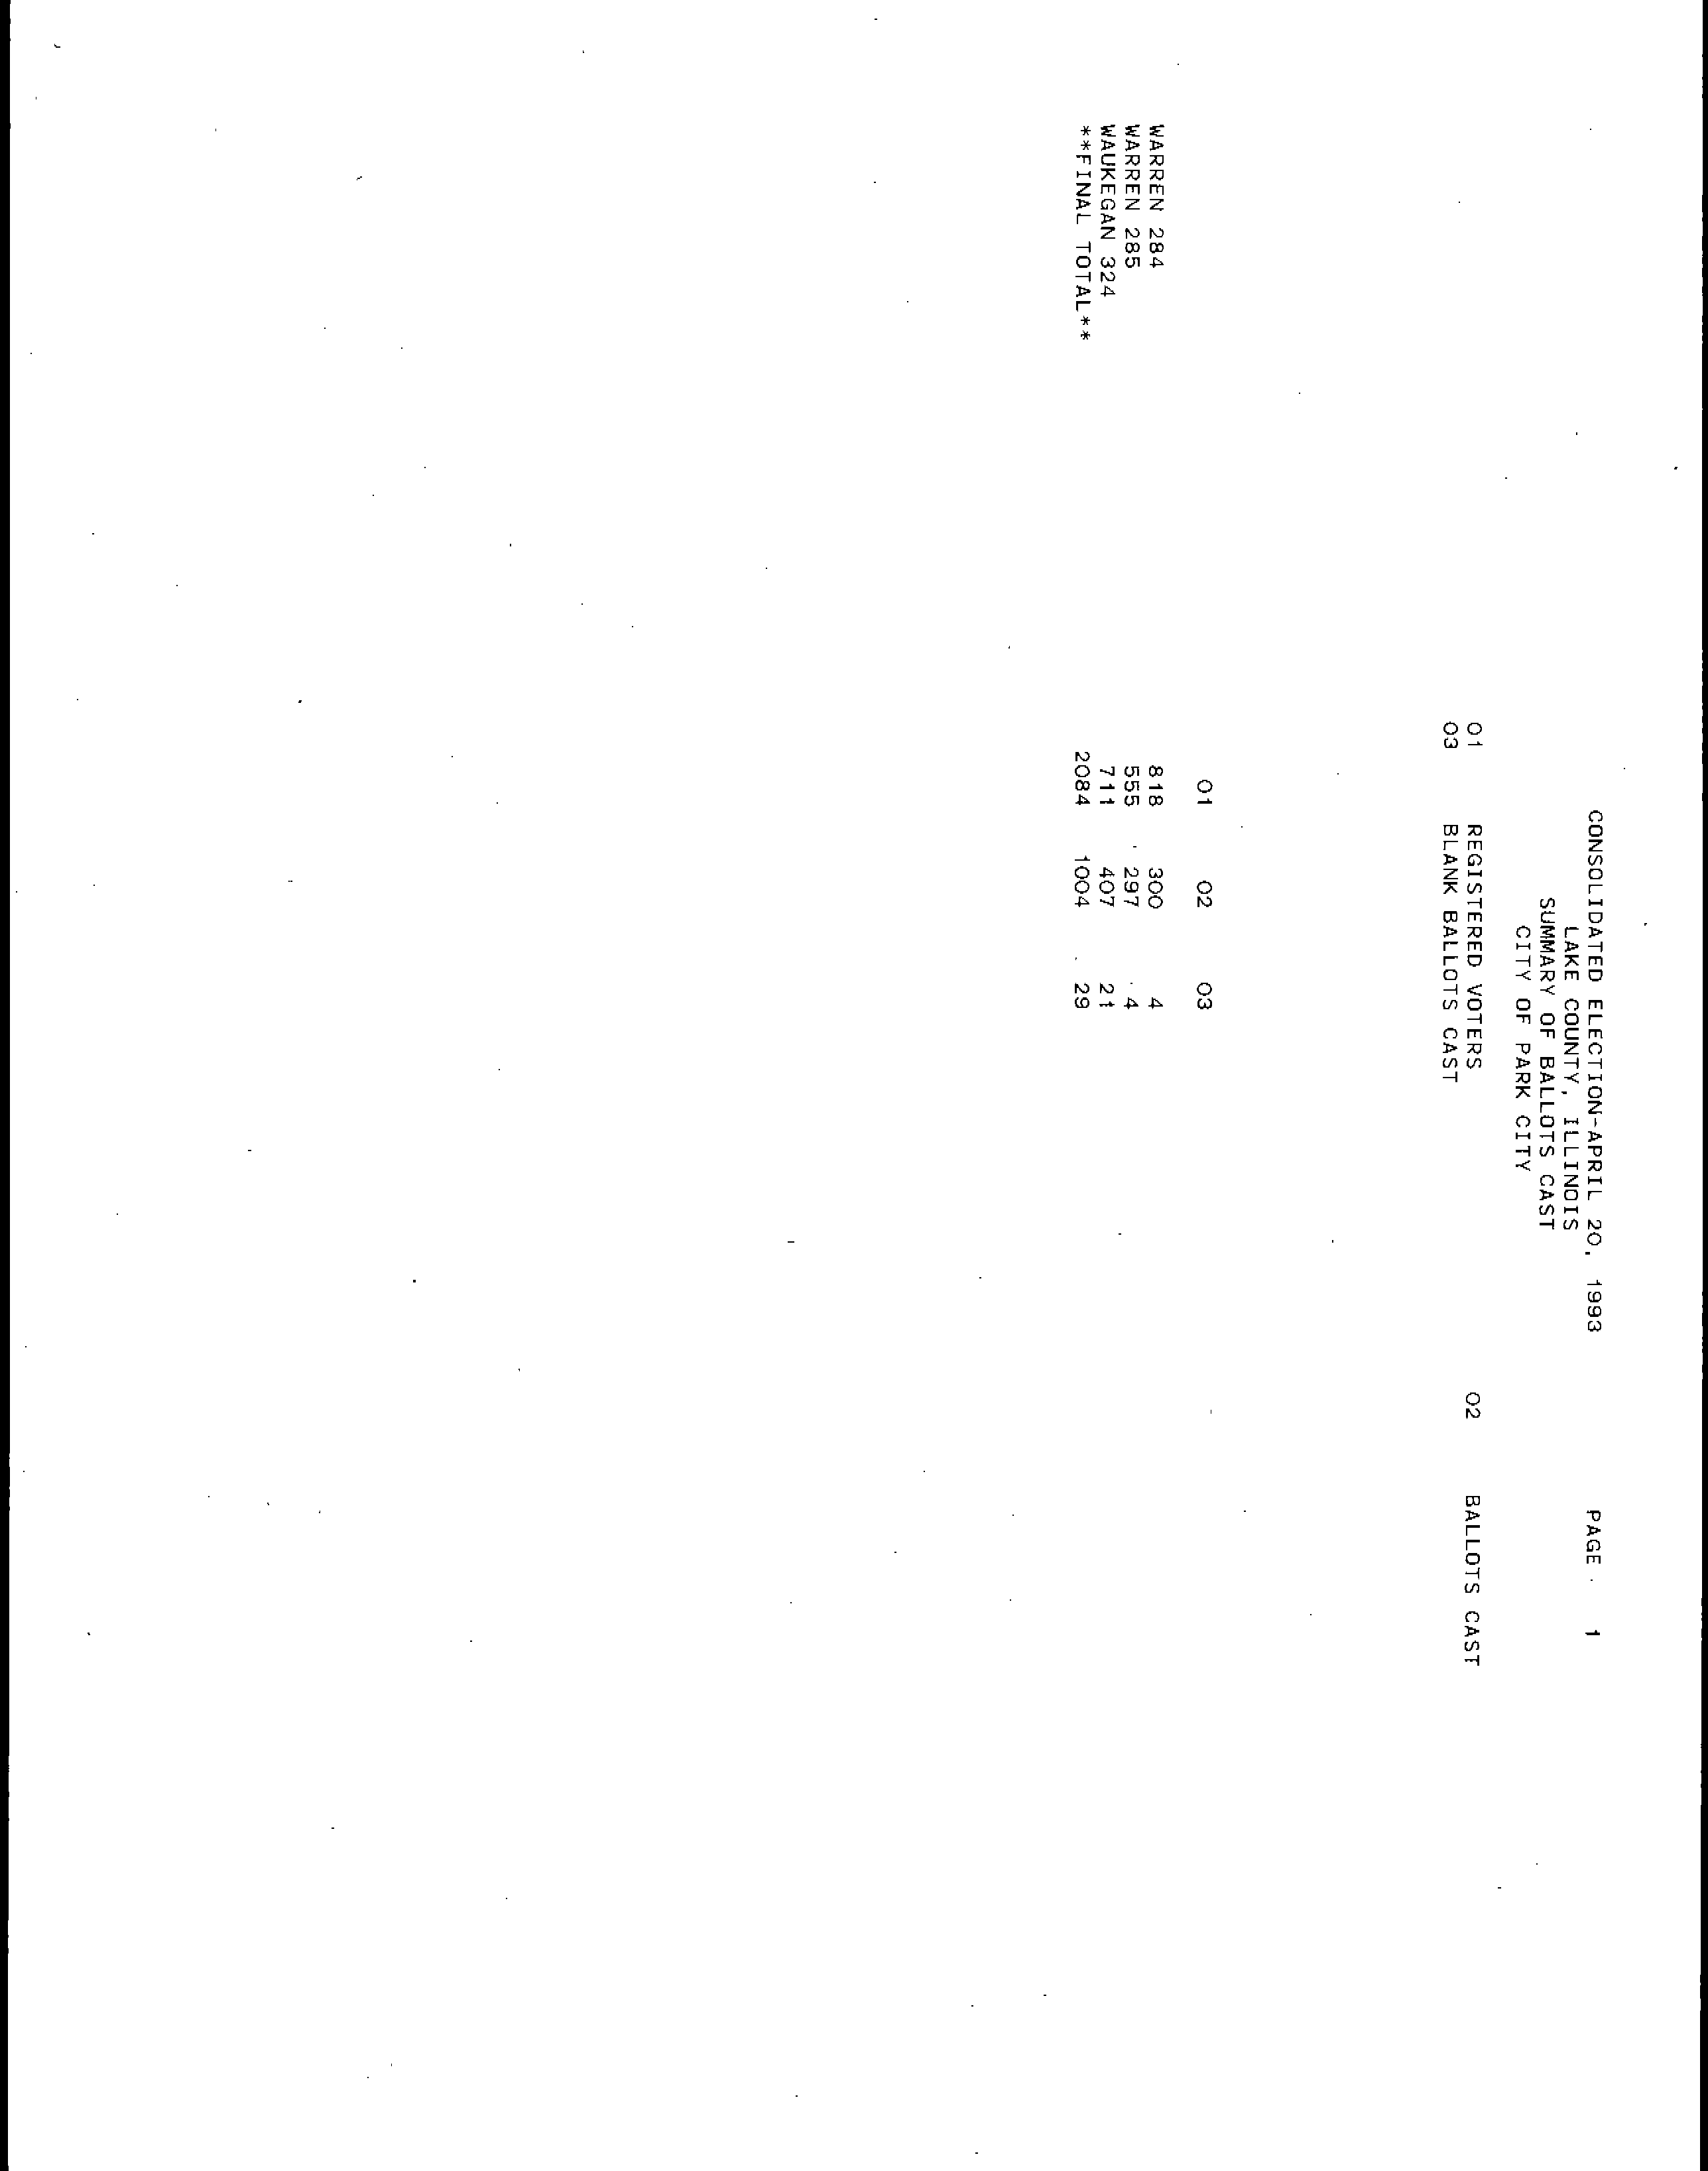 CONSOLIDATED ELECTION-APRIL 20, 1993 PAGE 1
LAKE COUNTY, ILLINOIS
SUMMARY OF BALLOTS CAST
CITY OF PARK CITY
01 REGISTERED VOTERS 02 BALLOTS CAST
03 BLANK BALLOTS CAST
01 02 03
WARREN 284 818 300 4
WARREN 285 555 297 4
WAUKEGAN 324 711 407 21
**FINAL TOTAL** 2084 1004 29